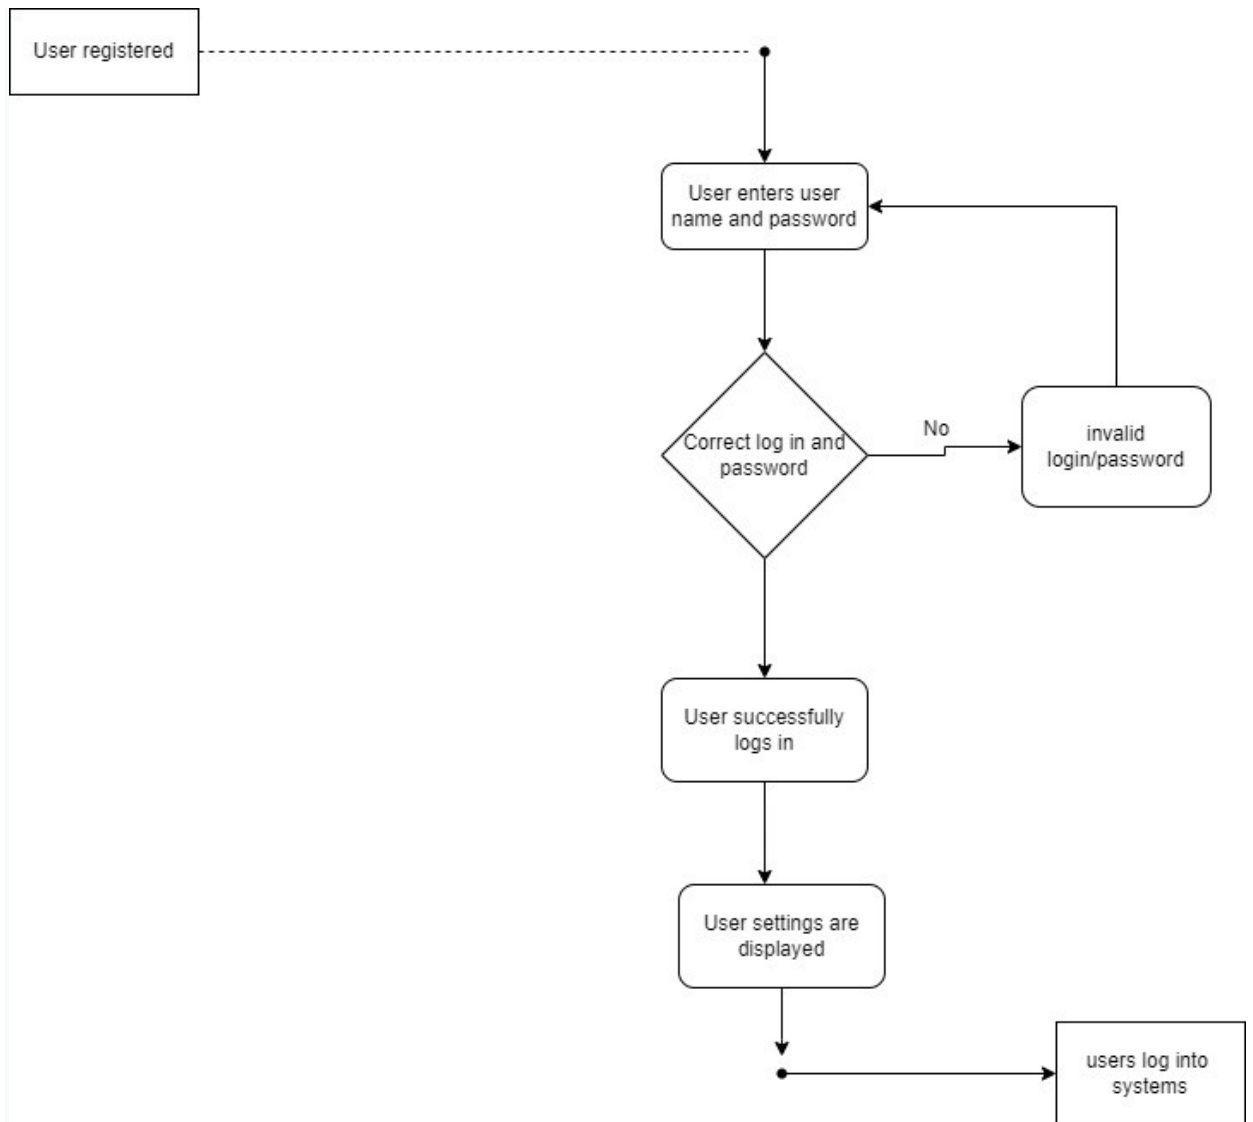 User registered
User enters user
name and password
Correct log in and
password
No
invalid
login/password
User successfully
logs in
User settings are
displayed
users log into
systems